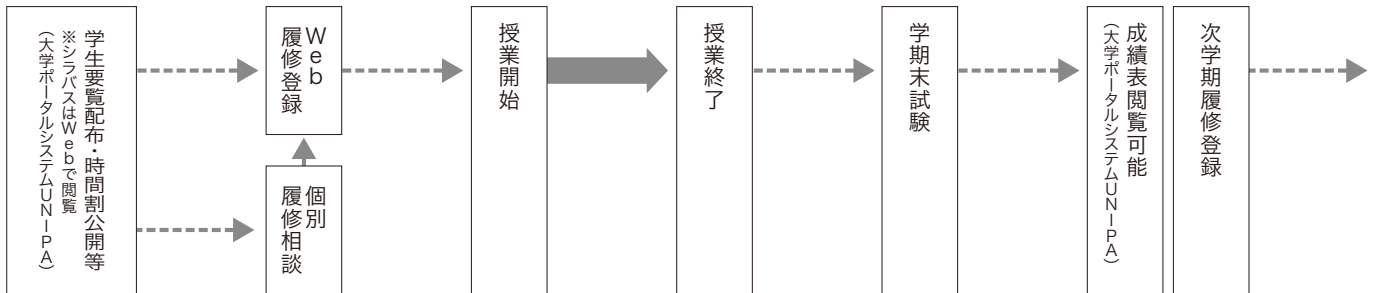 学生要覧配布・時間割公開等
※シラバスはWebで閲覧
（大学ポータルシステムUNIPA）
Web
履修登録
個別
履修相談
授業開始
授業終了
学期末試験
成績表閲覧可能
（大学ポータルシステムUNIPA）
次学期履修登録